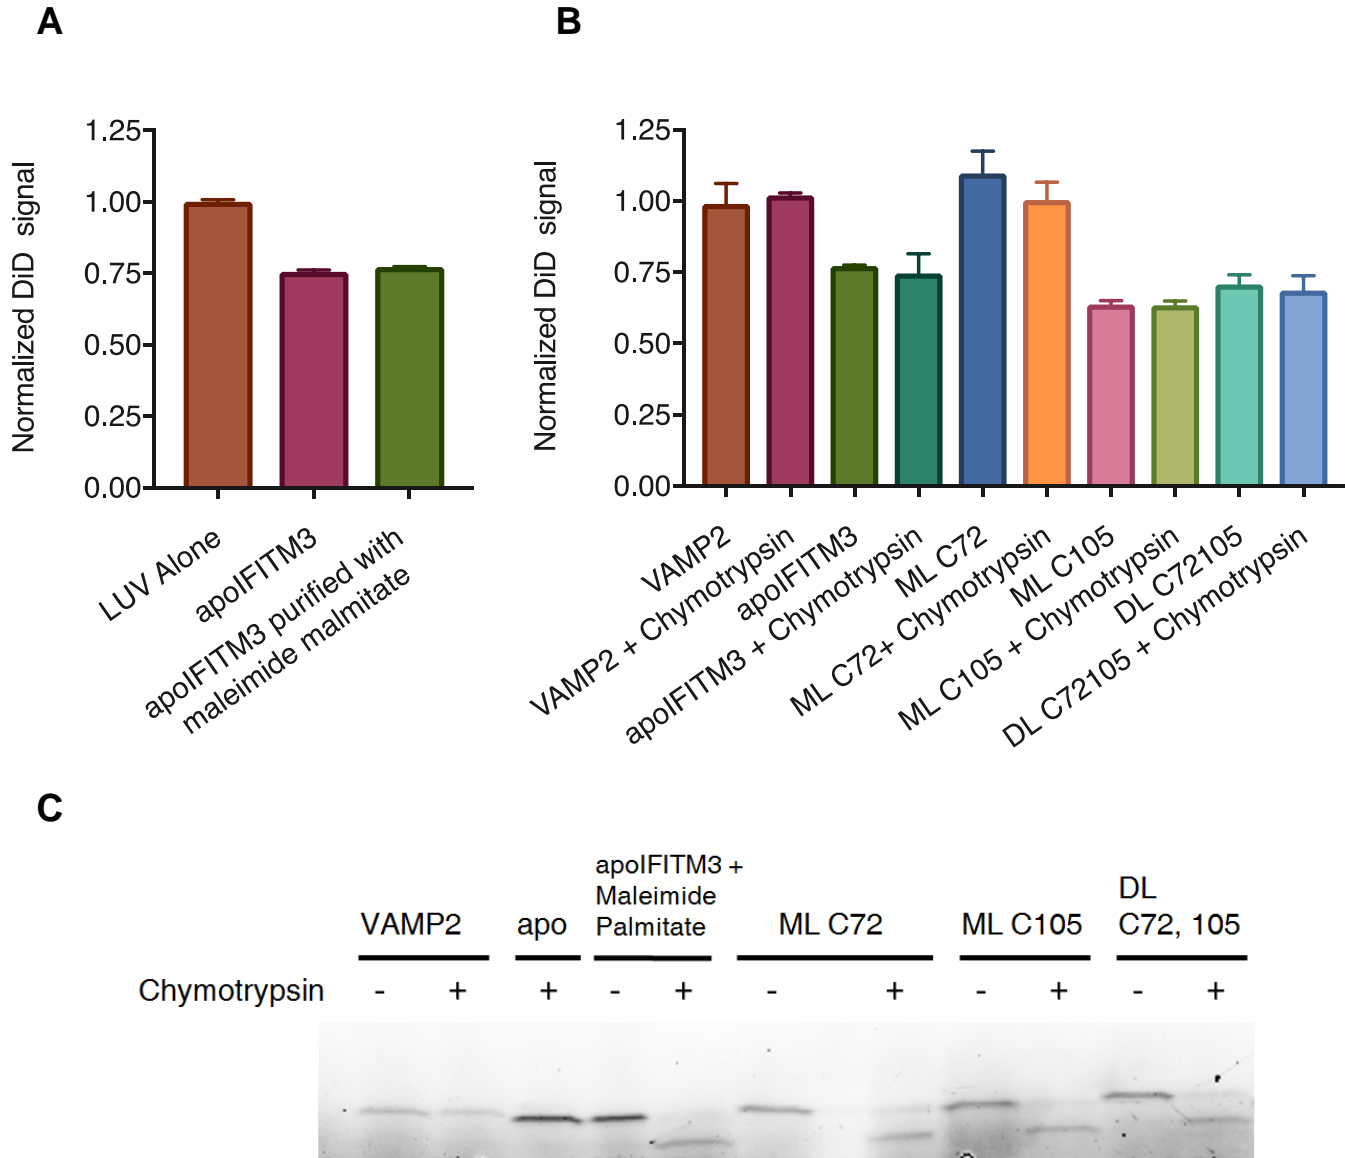 A
B
Normalized DiD signal
1.25
1.00
0.75
0.50
0.25
0.00
LUV Alone
apoIFITM3
apoIFITM3 purified with
maleimide malmitate
Normalized DiD signal
1.25
1.00
0.75
0.50
0.25
0.00
VAMP2
VAMP2 + Chymotrypsin
apoIFITM3
apoIFITM3 + Chymotrypsin
ML C72
ML C72+ Chymotrypsin
ML C105
ML C105 + Chymotrypsin
DL C72105
DL C72105 + Chymotrypsin
C
VAMP2
apo
apoIFITM3 +
Maleimide
Palmitate
ML C72
ML C105
DL
C72, 105
Chymotrypsin - + + - + - + - + - +